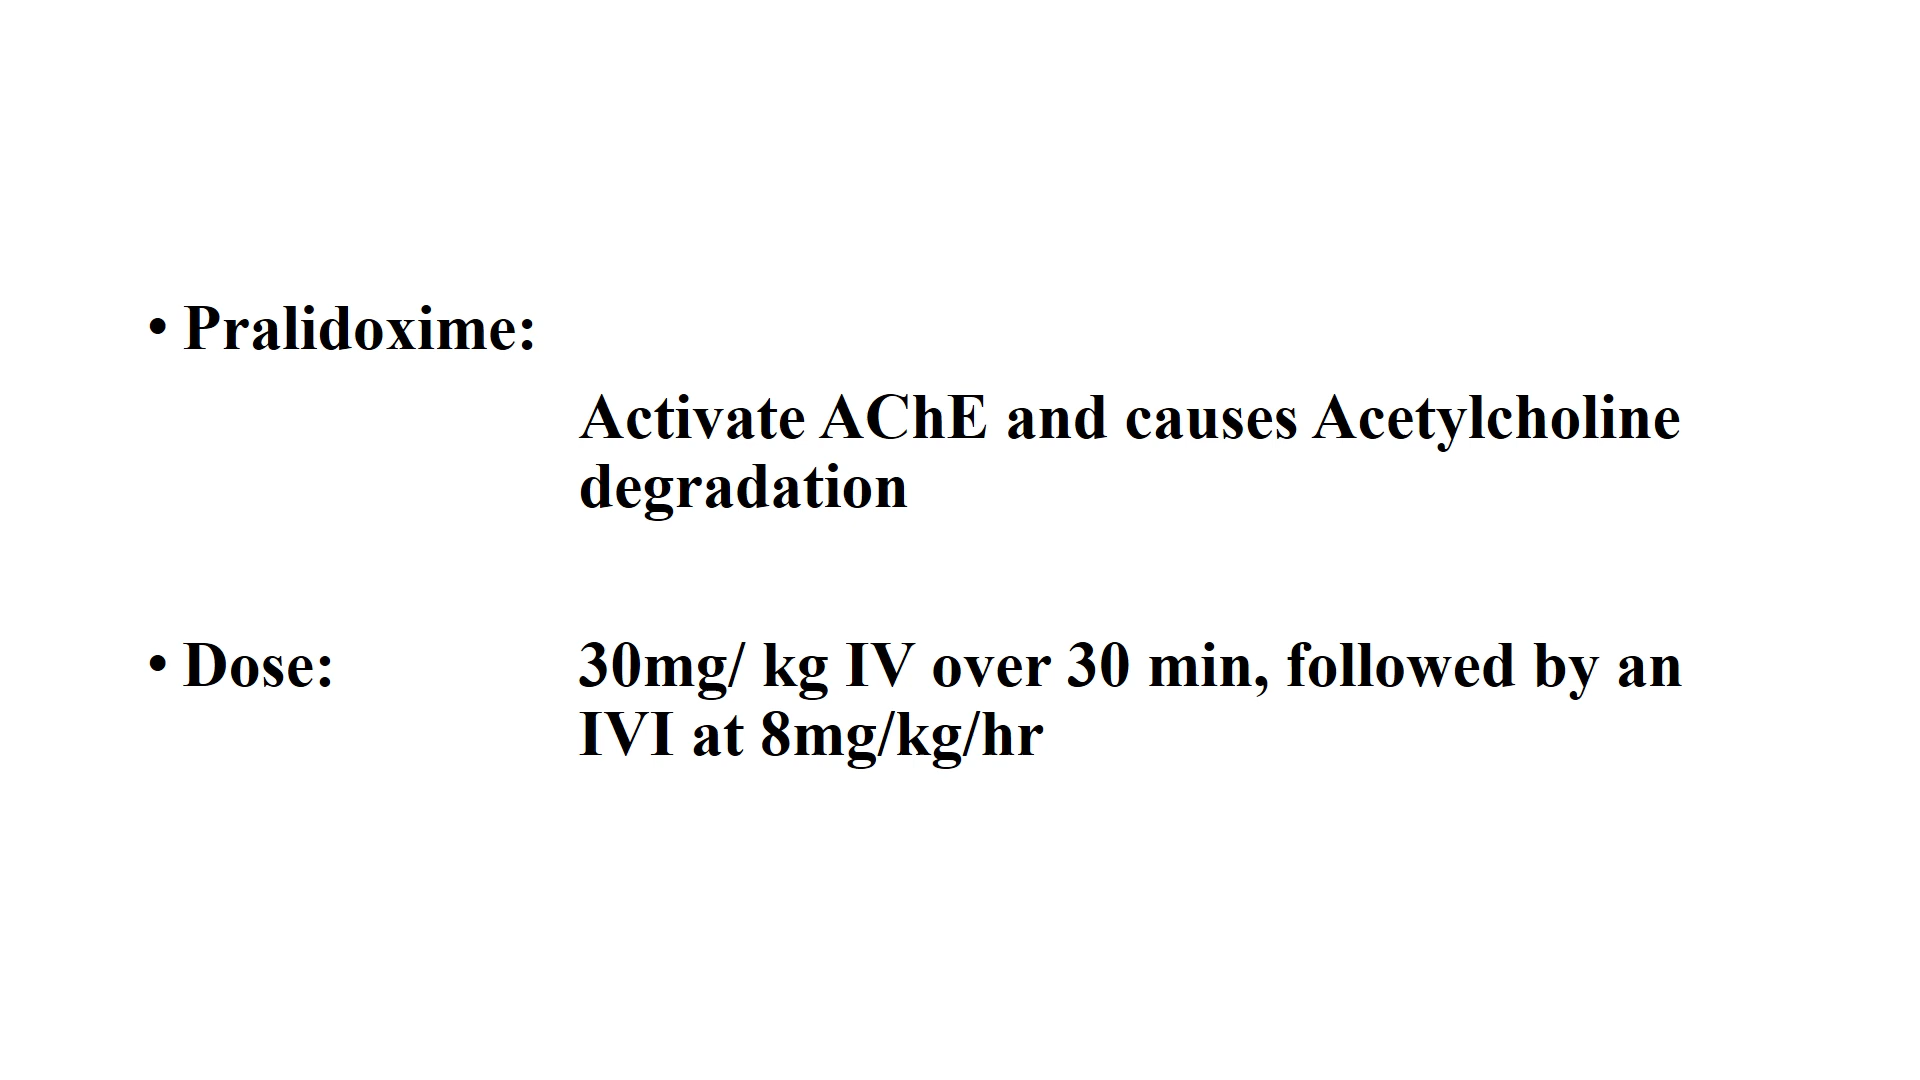 • Pralidoxime:
Activate AChE and causes Acetylcholine
degradation
• Dose: 30mg/ kg IV over 30 min, followed by an
IVI at 8mg/kg/hr